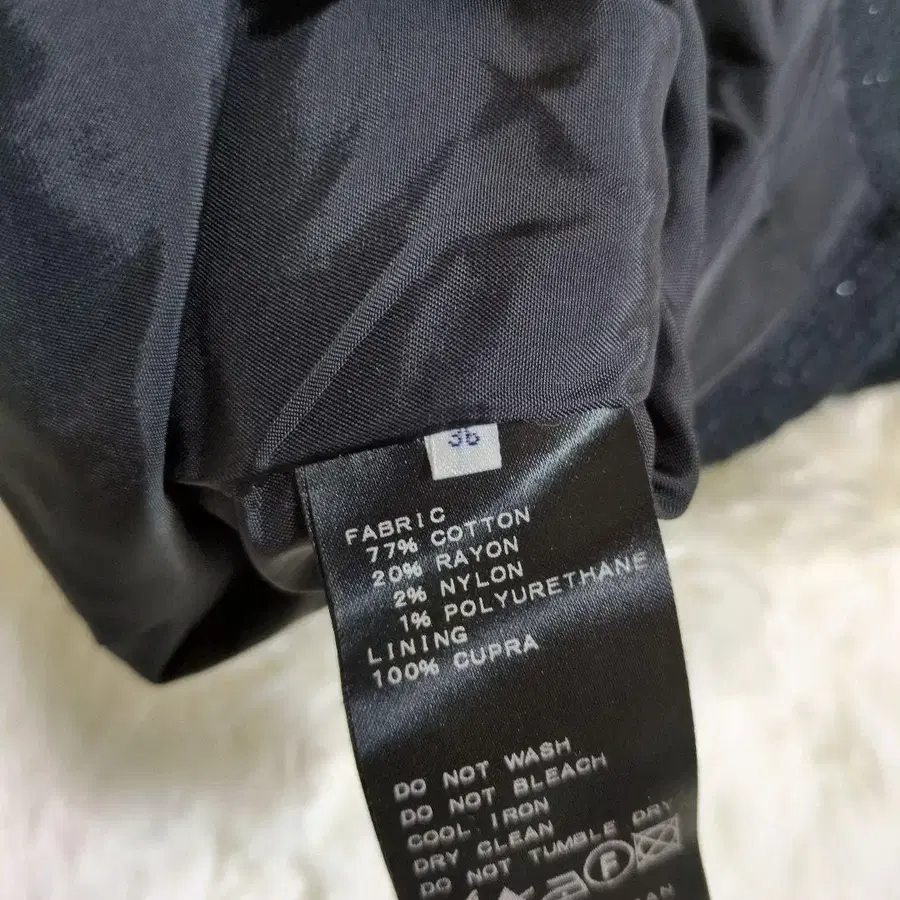 36
FABRIC
77% COTTON
20% RAYON
2% NYLON
1% POLYURETHANE
LINING
100% CUPRA
DO NOT WASH
DO NOT BLEACH
COOL IRON
DRY CLEAN
DO NOT TUMBLE DRY
F